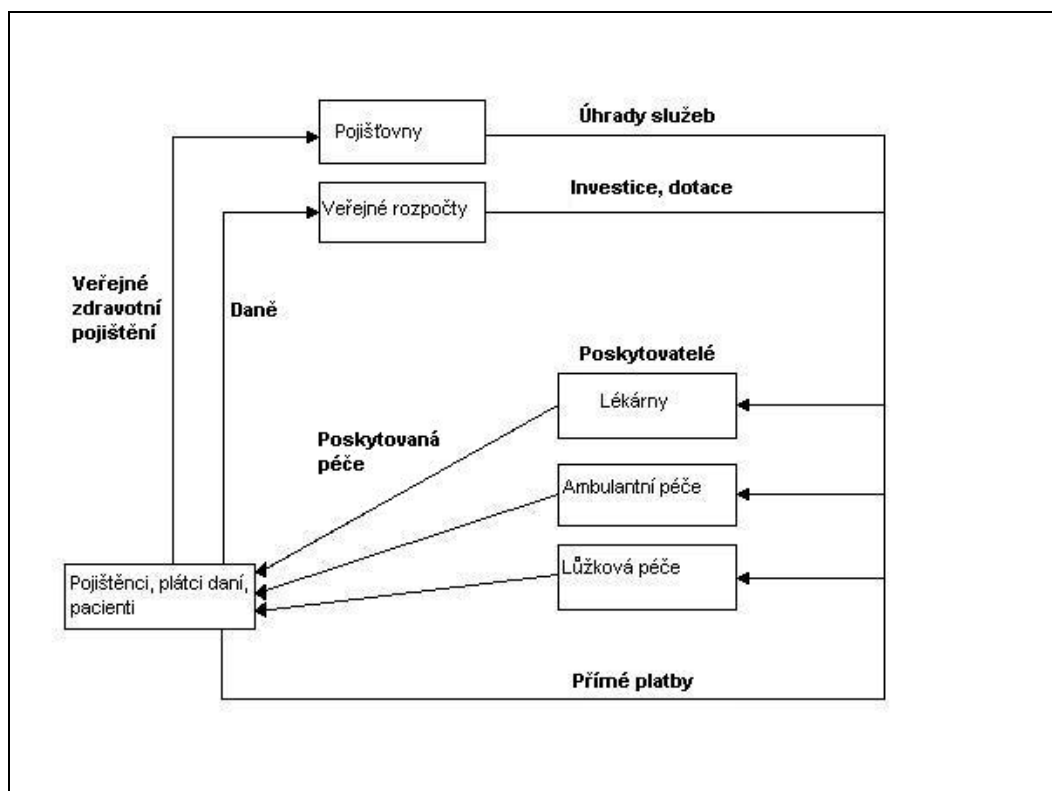 Úhrady služeb
Pojišťovny
Investice, dotace
Veřejné rozpočty
Veřejné
zdravotní
pojištění
Daně
Poskytovatelé
Lékárny
Poskytovaná
péče
Ambulantní péče
Lůžková péče
Pojištěnci, plátci daní,
pacienti
Přímé platby